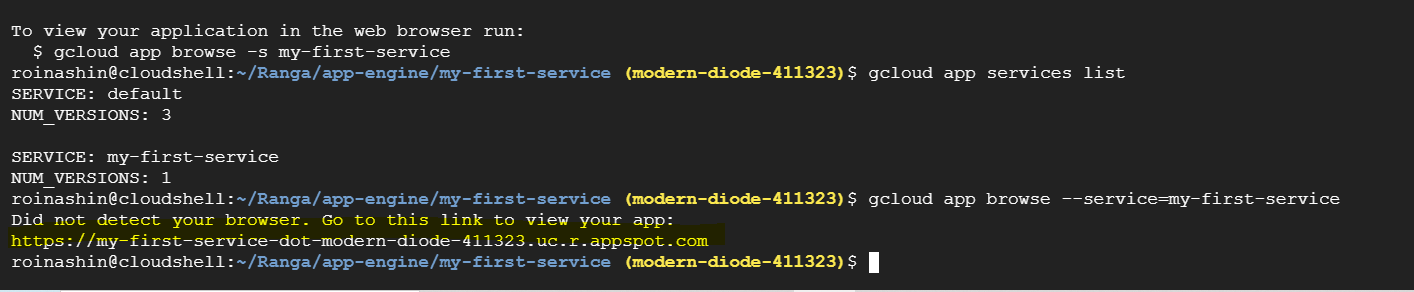 To view your application in the web browser run:
  $ gcloud app browse -s my-first-service
roinashin@cloudshell:~/Ranga/app-engine/my-first-service (modern-diode-411323)$ gcloud app services list
SERVICE: default
NUM_VERSIONS: 3

SERVICE: my-first-service
NUM_VERSIONS: 1
roinashin@cloudshell:~/Ranga/app-engine/my-first-service (modern-diode-411323)$ gcloud app browse --service=my-first-service
Did not detect your browser. Go to this link to view your app:
https://my-first-service-dot-modern-diode-411323.uc.r.appspot.com
roinashin@cloudshell:~/Ranga/app-engine/my-first-service (modern-diode-411323)$